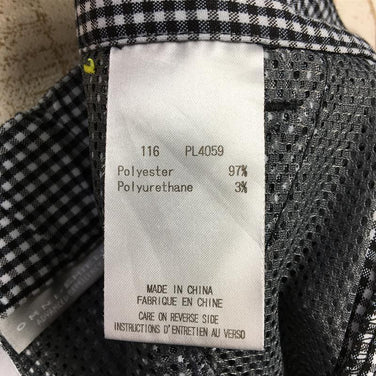 116 PL4059
Polyester 97%
Polyurethane 3%
MADE IN CHINA
FABRIQUE EN CHINE
CARE ON REVERSE SIDE
INSTRUCTIONS D'ENTRETIEN AU VERSO